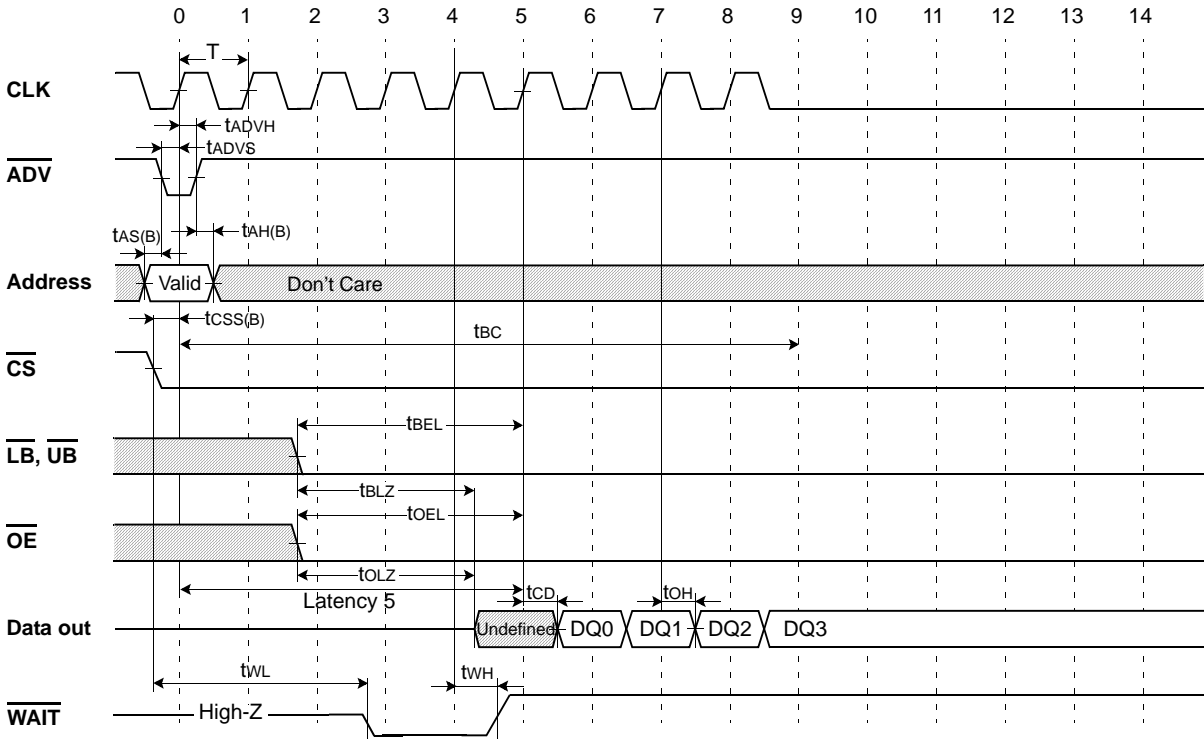 0 1 2 3 4 5 6 7 8 9 10 11 12 13 14
T
CLK
tADVH
tADVS
ADV
tAS(B)
tAH(B)
Address
Valid
Don't Care
tCSS(B)
tBC
CS
tBEL
LB, UB
tBLZ
tOEL
OE
tOLZ
Latency 5
tCD
tOH
Data out
Undefined
DQ0
DQ1
DQ2
DQ3
tWL
tWH
WAIT
High-Z